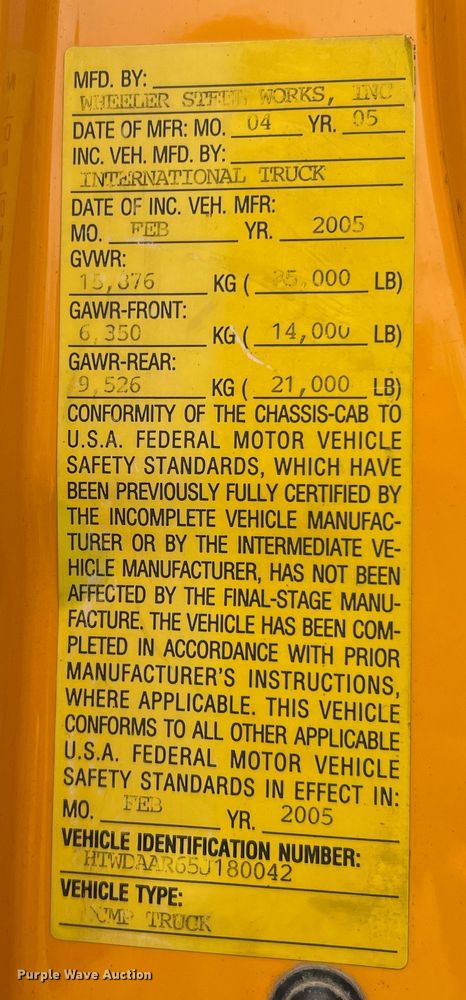 MFD. BY:
WHEELER STEEL WORKS, INC
DATE OF MFR: MO. 04 YR. 05
INC. VEH. MFD. BY:
INTERNATIONAL TRUCK
DATE OF INC. VEH. MFR:
MO. FEB YR. 2005
GVWR:
15,876 KG ( 35,000 LB)
GAWR-FRONT:
6,350 KG ( 14,000 LB)
GAWR-REAR:
9,526 KG ( 21,000 LB)
CONFORMITY OF THE CHASSIS-CAB TO
U.S.A. FEDERAL MOTOR VEHICLE
SAFETY STANDARDS, WHICH HAVE
BEEN PREVIOUSLY FULLY CERTIFIED BY
THE INCOMPLETE VEHICLE MANUFAC-
TURER OR BY THE INTERMEDIATE VE-
HICLE MANUFACTURER, HAS NOT BEEN
AFFECTED BY THE FINAL-STAGE MANU-
FACTURE. THE VEHICLE HAS BEEN COM-
PLETED IN ACCORDANCE WITH PRIOR
MANUFACTURER'S INSTRUCTIONS,
WHERE APPLICABLE. THIS VEHICLE
CONFORMS TO ALL OTHER APPLICABLE
U.S.A. FEDERAL MOTOR VEHICLE
SAFETY STANDARDS IN EFFECT IN:
MO. FEB YR. 2005
VEHICLE IDENTIFICATION NUMBER:
HTWDAAR65J180042
VEHICLE TYPE:
DUMP TRUCK
Purple Wave Auction